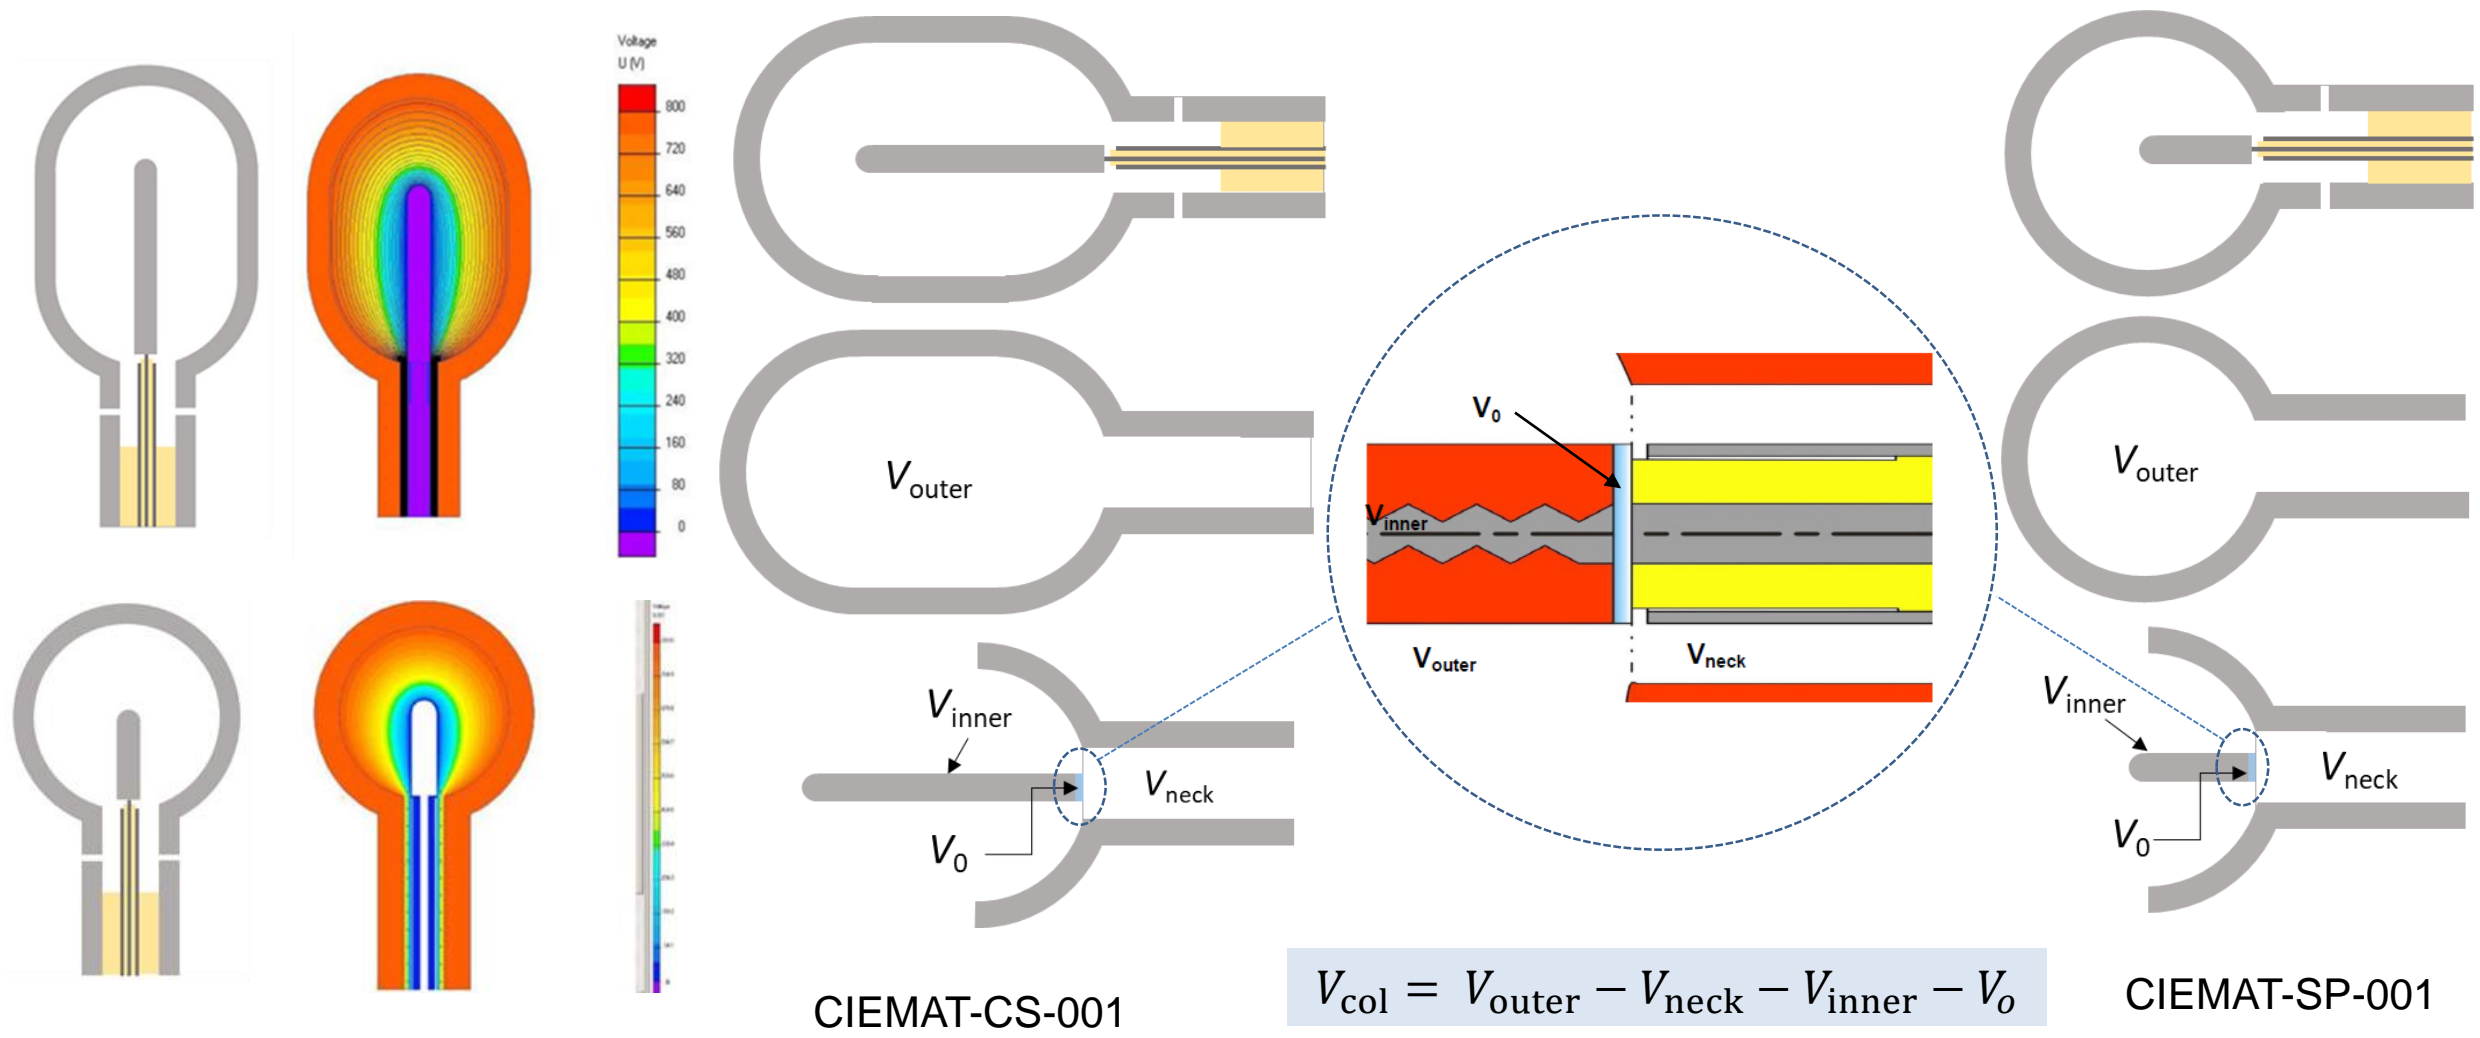 Voltage
U (V)
800
720
640
560
480
400
320
240
160
80
0
Vouter
V0
Vinner
Vouter
Vneck
Vouter
Vinner
Vneck
V0
Vinner
Vneck
V0
CIEMAT-CS-001
Vcol = Vouter − Vneck − Vinner − Vo
CIEMAT-SP-001